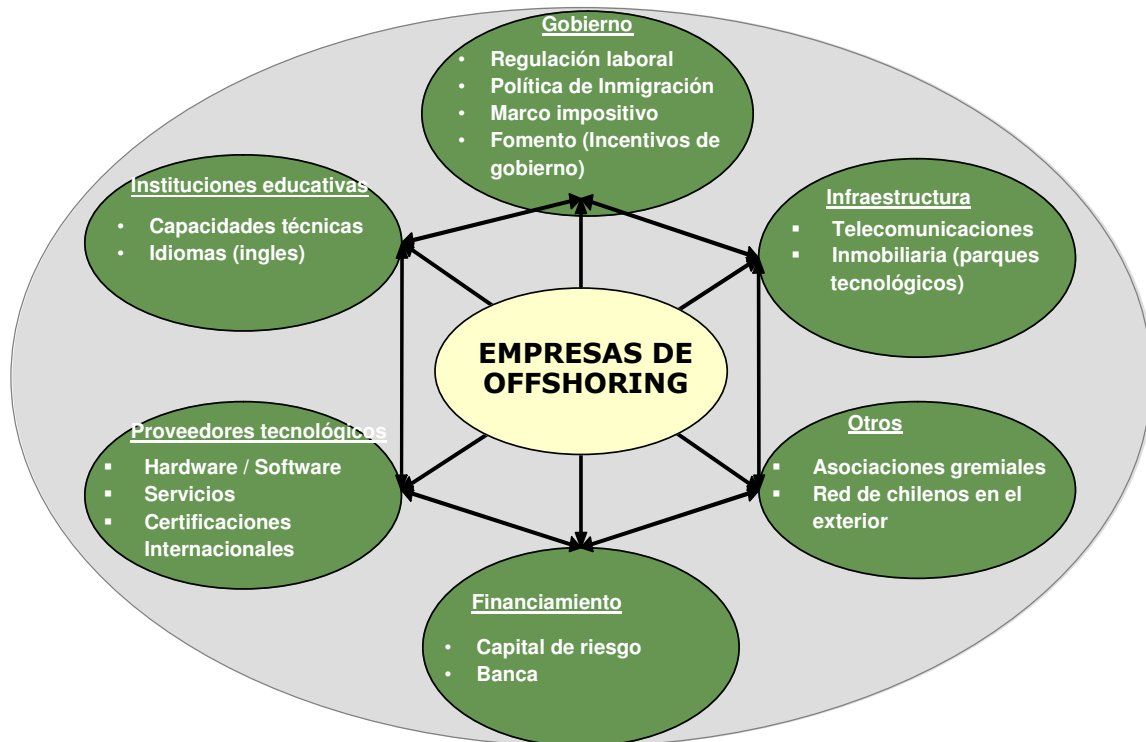 Gobierno
• Regulación laboral
• Política de Inmigración
• Marco impositivo
• Fomento (Incentivos de
gobierno)
Instituciones educativas
• Capacidades técnicas
• Idiomas (ingles)
Infraestructura
▪ Telecomunicaciones
▪ Inmobiliaria (parques
tecnológicos)
EMPRESAS DE
OFFSHORING
Proveedores tecnológicos
▪ Hardware / Software
▪ Servicios
▪ Certificaciones
Internacionales
Otros
▪ Asociaciones gremiales
▪ Red de chilenos en el
exterior
Financiamiento
• Capital de riesgo
• Banca